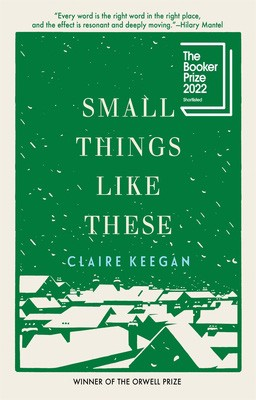 "Every word is the right word in the right place,
and the effect is resonant and deeply moving."–Hilary Mantel
The
Booker
Prize
2022
Shortlisted
SMALL
THINGS
LIKE
THESE
CLAIRE KEEGAN
WINNER OF THE ORWELL PRIZE